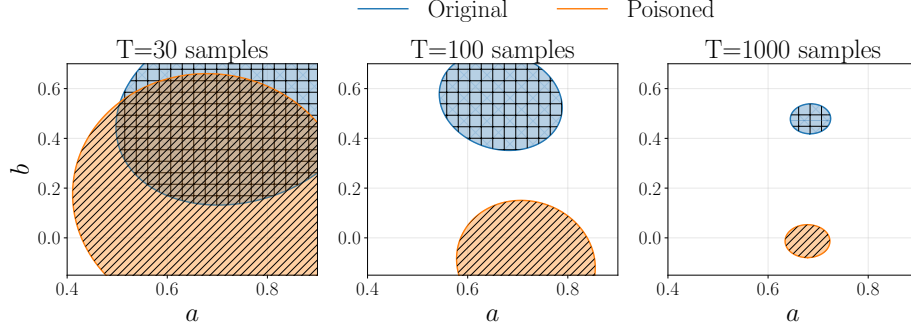 Original Poisoned
T=30 samples T=100 samples T=1000 samples
b
0.6 0.6 0.6
0.4 0.4 0.4
0.2 0.2 0.2
0.0 0.0 0.0
0.4 0.6 0.8 0.4 0.6 0.8 0.4 0.6 0.8
a a a